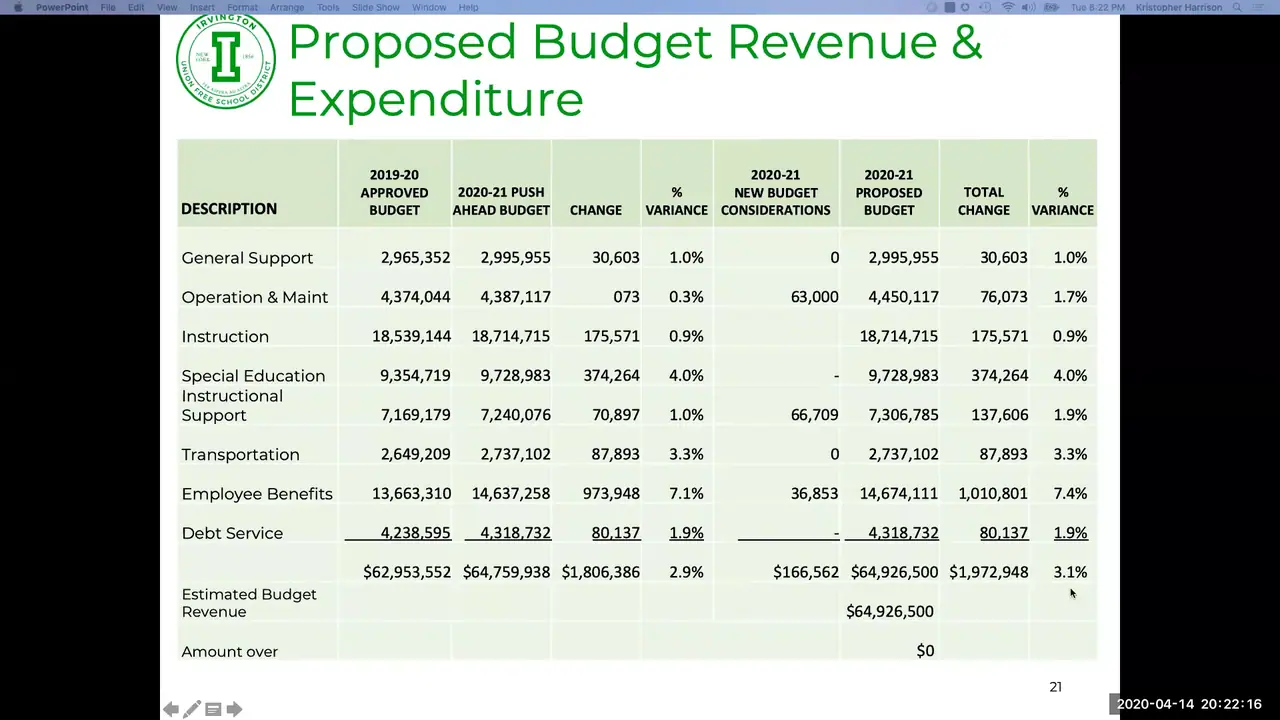 PowerPoint File Edit View Insert Format Arrange Tools Slide Show Window Help Tue 8:22 PM Kristopher Harrison
IRVINGTON
NEW YORK I 1956
UNION FREE SCHOOL DISTRICT
Proposed Budget Revenue &
Expenditure
DESCRIPTION 2019-20 APPROVED BUDGET 2020-21 PUSH AHEAD BUDGET CHANGE % VARIANCE 2020-21 NEW BUDGET CONSIDERATIONS 2020-21 PROPOSED BUDGET TOTAL CHANGE % VARIANCE
General Support 2,965,352 2,995,955 30,603 1.0% 0 2,995,955 30,603 1.0%
Operation & Maint 4,374,044 4,387,117 073 0.3% 63,000 4,450,117 76,073 1.7%
Instruction 18,539,144 18,714,715 175,571 0.9% 18,714,715 175,571 0.9%
Special Education 9,354,719 9,728,983 374,264 4.0% - 9,728,983 374,264 4.0%
Instructional
Support 7,169,179 7,240,076 70,897 1.0% 66,709 7,306,785 137,606 1.9%
Transportation 2,649,209 2,737,102 87,893 3.3% 0 2,737,102 87,893 3.3%
Employee Benefits 13,663,310 14,637,258 973,948 7.1% 36,853 14,674,111 1,010,801 7.4%
Debt Service 4,238,595 4,318,732 80,137 1.9% - 4,318,732 80,137 1.9%
$62,953,552 $64,759,938 $1,806,386 2.9% $166,562 $64,926,500 $1,972,948 3.1%
Estimated Budget
Revenue $64,926,500
Amount over $0
21
2020-04-14 20:22:16